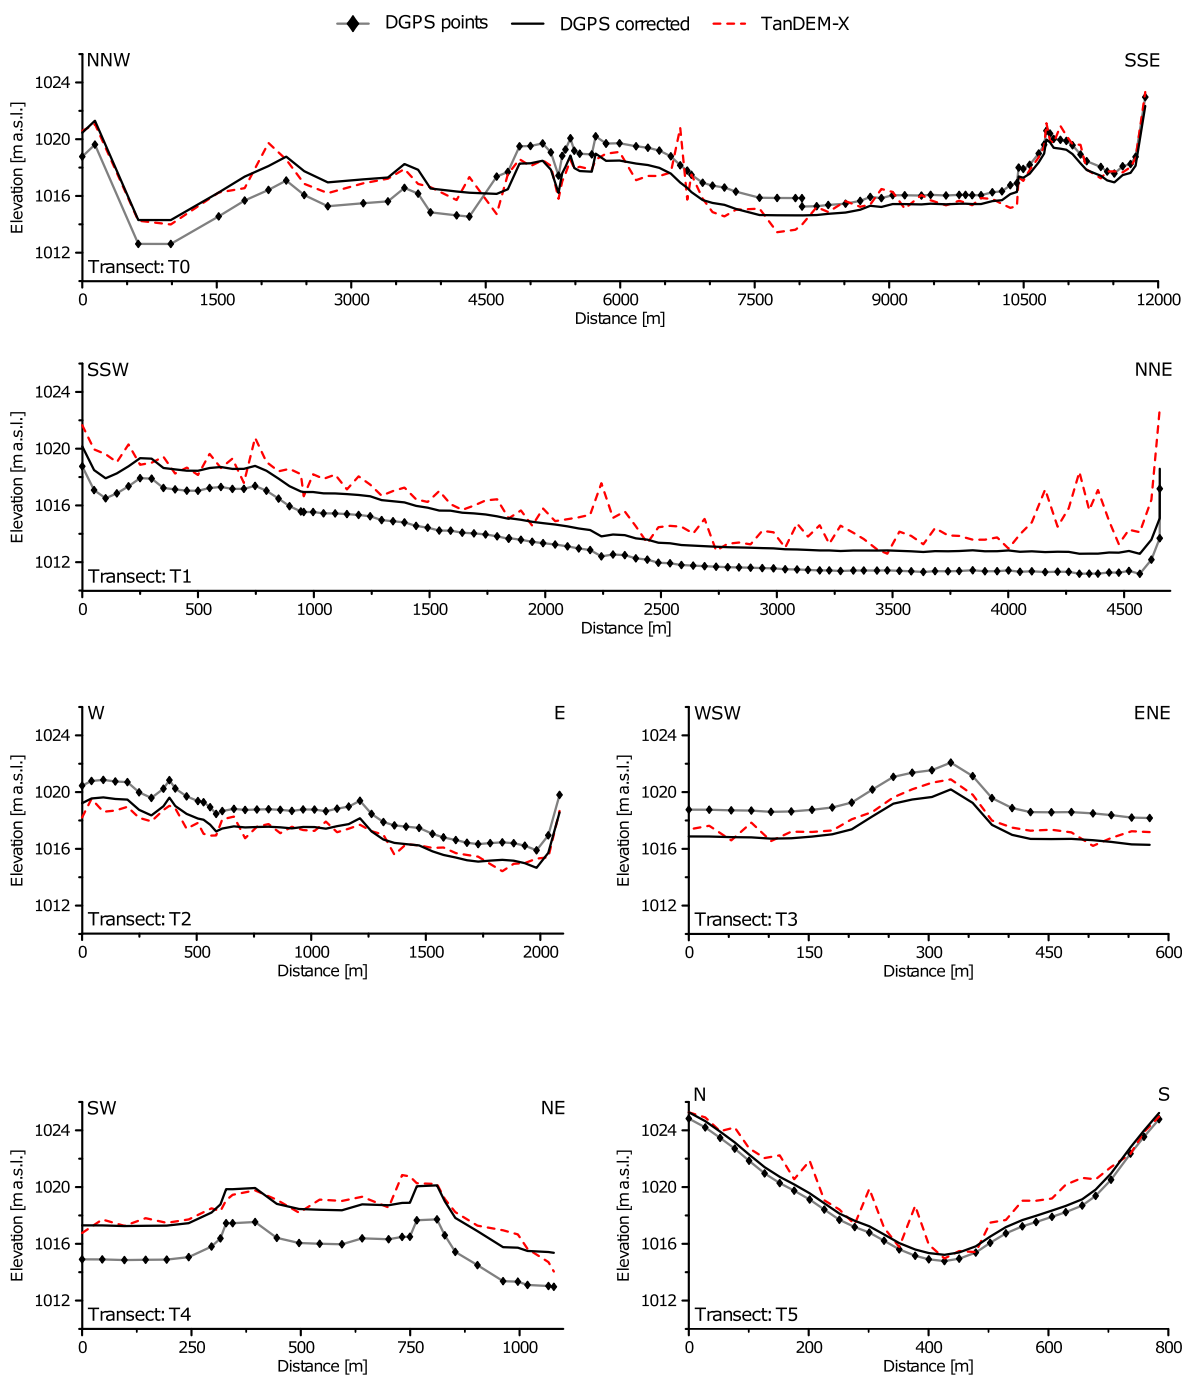 DGPS points DGPS corrected TanDEM-X
NNW SSE
Elevation [m a.s.l.]
1024
1020
1016
1012
Transect: T0
0 1500 3000 4500 6000 7500 9000 10500 12000
Distance [m]
SSW NNE
Elevation [m a.s.l.]
1024
1020
1016
1012
Transect: T1
0 500 1000 1500 2000 2500 3000 3500 4000 4500
Distance [m]
W E
Elevation [m a.s.l.]
1024
1020
1016
1012
Transect: T2
0 500 1000 1500 2000
Distance [m]
WSW ENE
Elevation [m a.s.l.]
1024
1020
1016
1012
Transect: T3
0 150 300 450 600
Distance [m]
SW NE
Elevation [m a.s.l.]
1024
1020
1016
1012
Transect: T4
0 250 500 750 1000
Distance [m]
N S
Elevation [m a.s.l.]
1024
1020
1016
1012
Transect: T5
0 200 400 600 800
Distance [m]